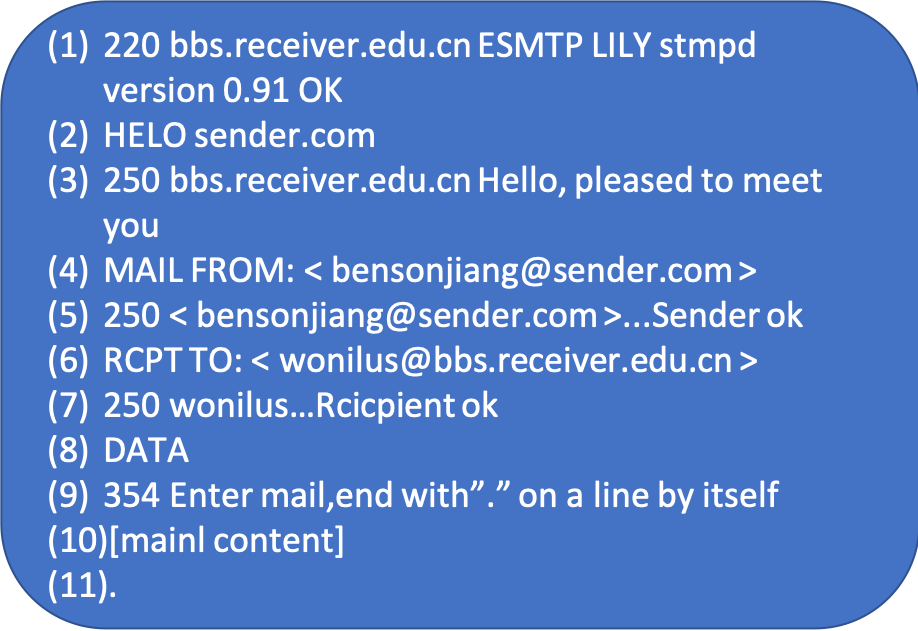 (1) 220 bbs.receiver.edu.cn ESMTP LILY stmpd
version 0.91 OK
(2) HELO sender.com
(3) 250 bbs.receiver.edu.cn Hello, pleased to meet
you
(4) MAIL FROM: < bensonjiang@sender.com >
(5) 250 < bensonjiang@sender.com >...Sender ok
(6) RCPT TO: < wonilus@bbs.receiver.edu.cn >
(7) 250 wonilus...Rcicpient ok
(8) DATA
(9) 354 Enter mail,end with”.” on a line by itself
(10)[mainl content]
(11).